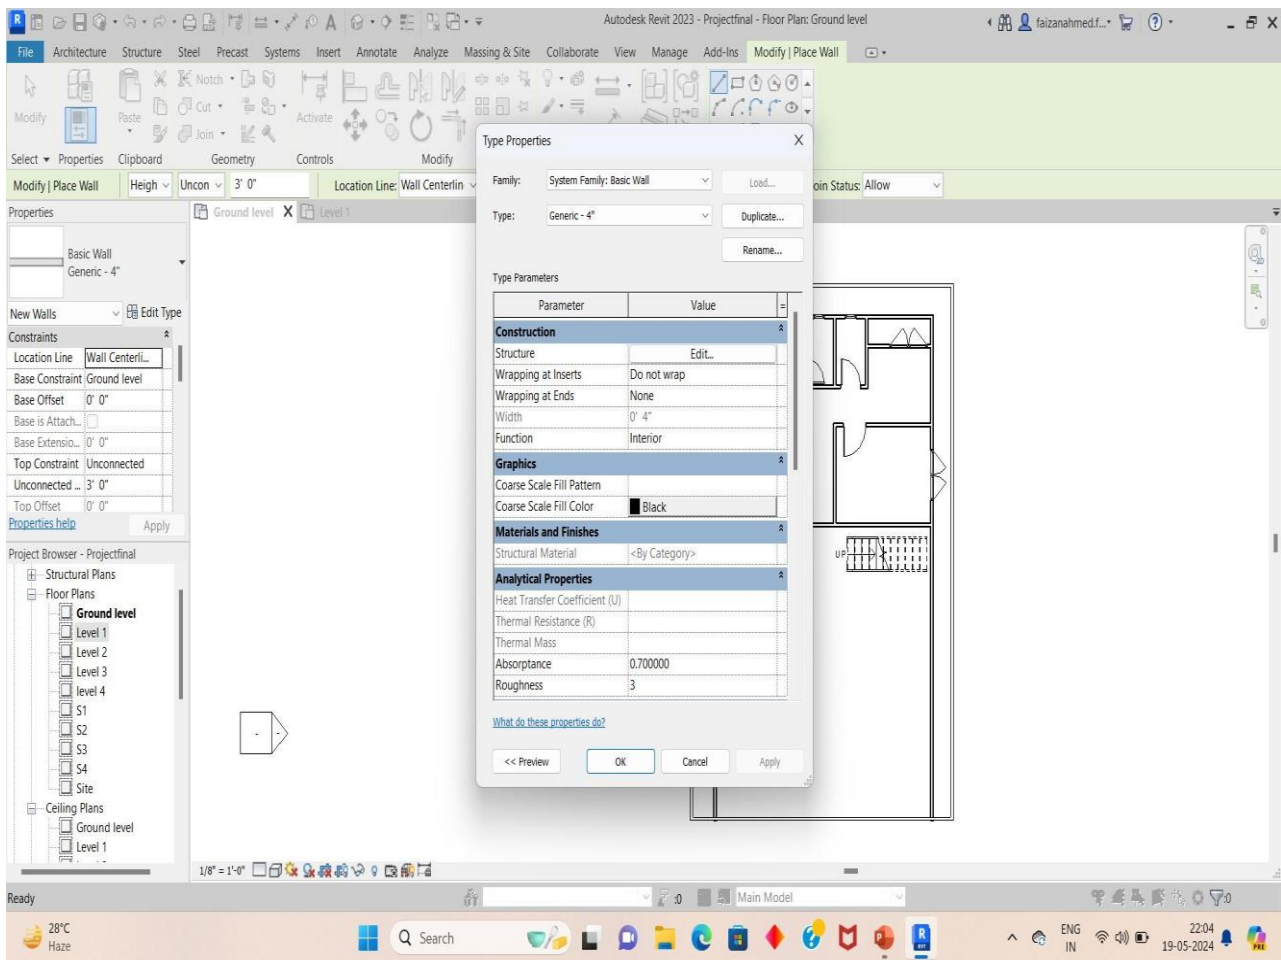 Autodesk Revit 2023 - Projectfinal - Floor Plan: Ground level
faizanahmed.f...
File Architecture Structure Steel Precast Systems Insert Annotate Analyze Massing & Site Collaborate View Manage Add-Ins Modify | Place Wall
Modify
Paste
Notch
Cut
Join
Activate
Select Properties Clipboard Geometry Controls Modify
Modify | Place Wall Heigh Uncon 3' 0" Location Line: Wall Centerlin oin Status: Allow
Properties
Ground level X Level 1
Basic Wall
Generic - 4"
New Walls Edit Type
Constraints
Location Line Wall Centerli...
Base Constraint Ground level
Base Offset 0' 0"
Base is Attach...
Base Extensio... 0' 0"
Top Constraint Unconnected
Unconnected ... 3' 0"
Top Offset 0' 0"
Properties help Apply
Project Browser - Projectfinal
Structural Plans
Floor Plans
Ground level
Level 1
Level 2
Level 3
level 4
S1
S2
S3
S4
Site
Ceiling Plans
Ground level
Level 1
Type Properties X
Family: System Family: Basic Wall Load...
Type: Generic - 4" Duplicate...
Rename...
Type Parameters
Parameter Value =
Construction
Structure Edit...
Wrapping at Inserts Do not wrap
Wrapping at Ends None
Width 0' 4"
Function Interior
Graphics
Coarse Scale Fill Pattern
Coarse Scale Fill Color Black
Materials and Finishes
Structural Material <By Category>
Analytical Properties
Heat Transfer Coefficient (U)
Thermal Resistance (R)
Thermal Mass
Absorptance 0.700000
Roughness 3
What do these properties do?
<< Preview OK Cancel Apply
UP
1/8" = 1'-0"
Ready :0 Main Model :0
28°C
Haze
Search
ENG
IN
22:04
19-05-2024
PRE